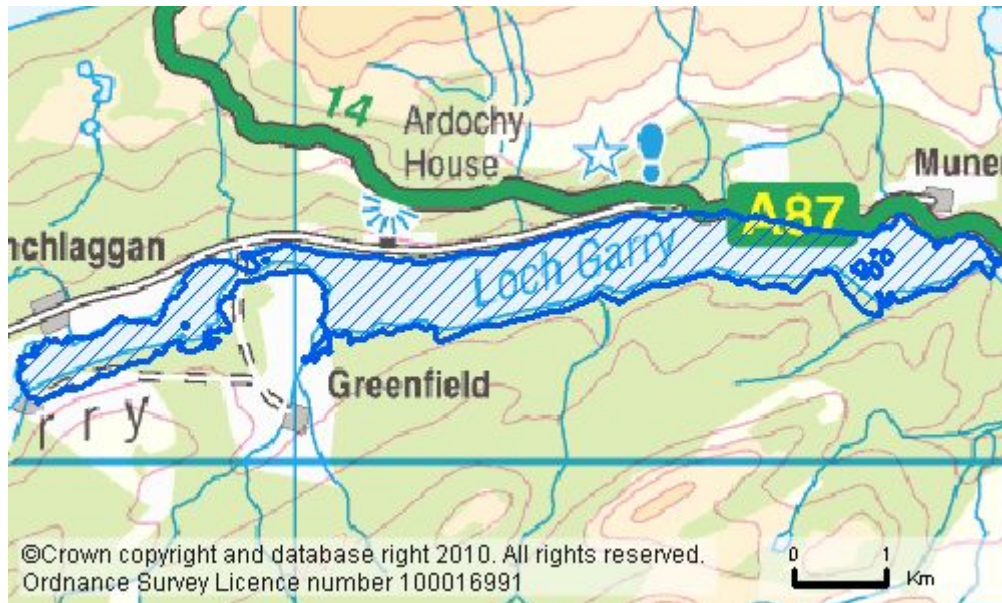 14
Ardochy
House
Mune
A87
nchlaggan
Loch Garry
Greenfield
r r y
©Crown copyright and database right 2010. All rights reserved.
Ordnance Survey Licence number 100016991
0 1
Km